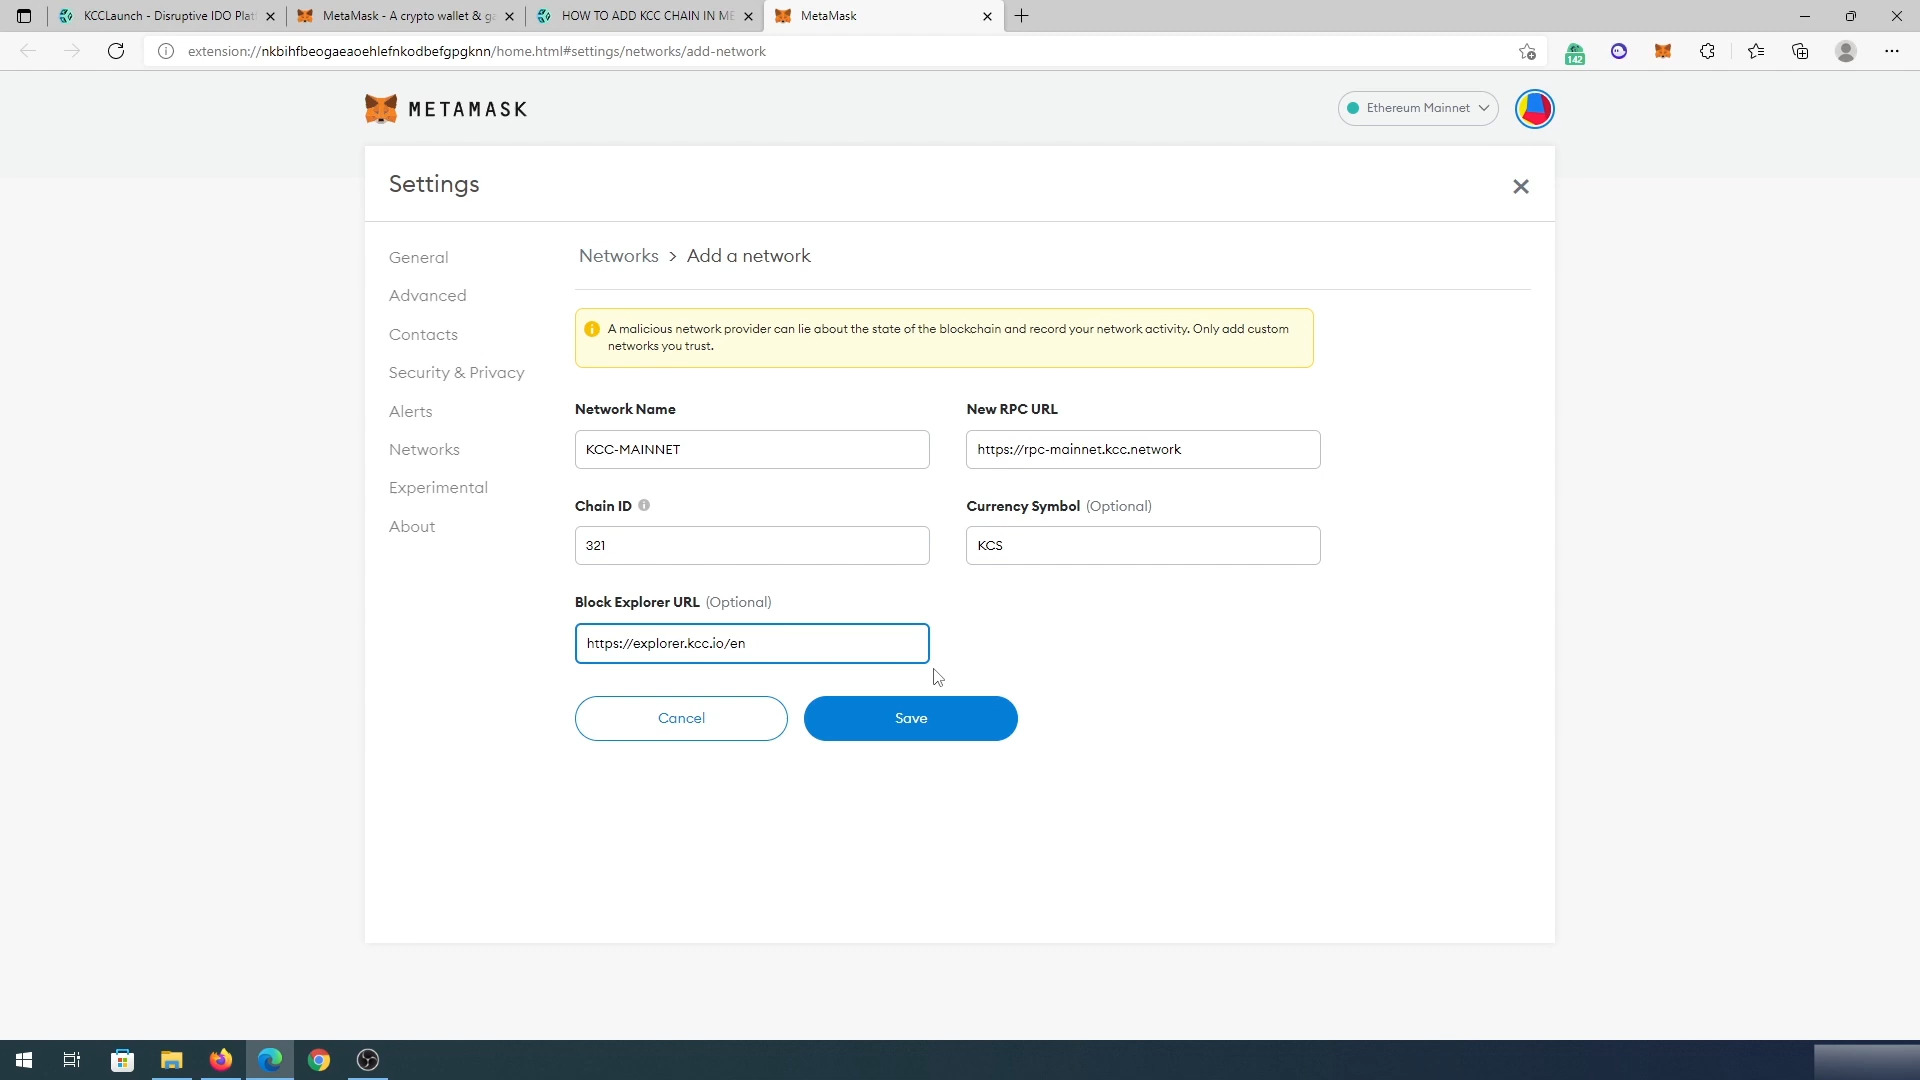 KCCLaunch - Disruptive IDO Plat
MetaMask - A crypto wallet & ga
HOW TO ADD KCC CHAIN IN ME
MetaMask
extension://nkbihfbeogaeaoehlefnkodbefgpgknn/home.html#settings/networks/add-network
142
METAMASK
Ethereum Mainnet
Settings
General
Advanced
Contacts
Security & Privacy
Alerts
Networks
Experimental
About
Networks > Add a network
A malicious network provider can lie about the state of the blockchain and record your network activity. Only add custom
networks you trust.
Network Name
New RPC URL
KCC-MAINNET
https://rpc-mainnet.kcc.network
Chain ID
Currency Symbol (Optional)
321
KCS
Block Explorer URL (Optional)
https://explorer.kcc.io/en
Cancel
Save